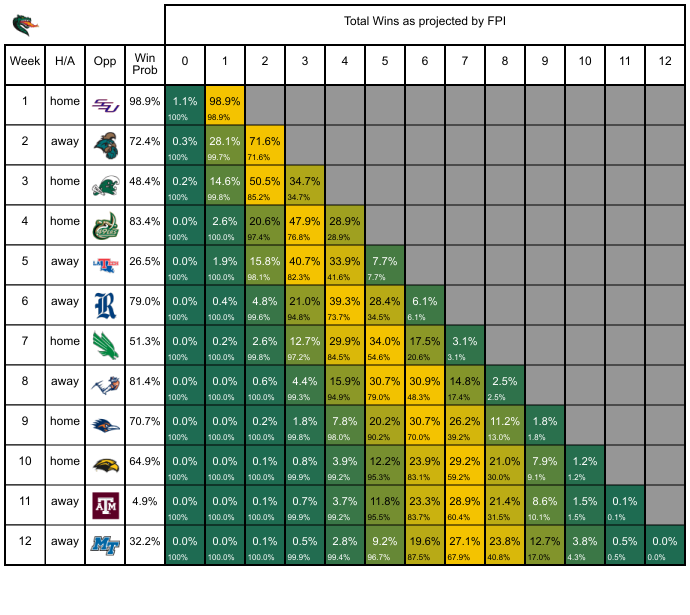 Total Wins as projected by FPI
Week H/A Opp Win Prob 0 1 2 3 4 5 6 7 8 9 10 11 12
1 home SSU 98.9% 1.1% 98.9%
100% 98.9%
2 away 72.4% 0.3% 28.1% 71.6%
100% 99.7% 71.6%
3 home 48.4% 0.2% 14.6% 50.5% 34.7%
100% 99.8% 85.2% 34.7%
4 home 83.4% 0.0% 2.6% 20.6% 47.9% 28.9%
100% 100.0% 97.4% 76.8% 28.9%
5 away 26.5% 0.0% 1.9% 15.8% 40.7% 33.9% 7.7%
100% 100.0% 98.1% 82.3% 41.6% 7.7%
6 away R 79.0% 0.0% 0.4% 4.8% 21.0% 39.3% 28.4% 6.1%
100% 100.0% 99.6% 94.8% 73.7% 34.5% 6.1%
7 home 51.3% 0.0% 0.2% 2.6% 12.7% 29.9% 34.0% 17.5% 3.1%
100% 100.0% 99.8% 97.2% 84.5% 54.6% 20.6% 3.1%
8 away 81.4% 0.0% 0.0% 0.6% 4.4% 15.9% 30.7% 30.9% 14.8% 2.5%
100% 100.0% 100.0% 99.3% 94.9% 79.0% 48.3% 17.4% 2.5%
9 home 70.7% 0.0% 0.0% 0.2% 1.8% 7.8% 20.2% 30.7% 26.2% 11.2% 1.8%
100% 100.0% 100.0% 99.8% 98.0% 90.2% 70.0% 39.2% 13.0% 1.8%
10 home 64.9% 0.0% 0.0% 0.1% 0.8% 3.9% 12.2% 23.9% 29.2% 21.0% 7.9% 1.2%
100% 100.0% 100.0% 99.9% 99.2% 95.3% 83.1% 59.2% 30.0% 9.1% 1.2%
11 away ATM 4.9% 0.0% 0.0% 0.1% 0.7% 3.7% 11.8% 23.3% 28.9% 21.4% 8.6% 1.5% 0.1%
100% 100.0% 100.0% 99.9% 99.2% 95.5% 83.7% 60.4% 31.5% 10.1% 1.5% 0.1%
12 away MT 32.2% 0.0% 0.0% 0.1% 0.5% 2.8% 9.2% 19.6% 27.1% 23.8% 12.7% 3.8% 0.5% 0.0%
100% 100.0% 100.0% 99.9% 99.4% 96.7% 87.5% 67.9% 40.8% 17.0% 4.3% 0.5% 0.0%